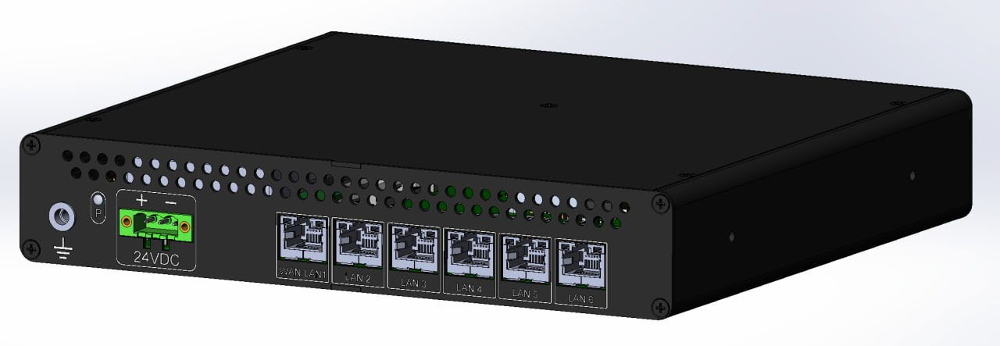 + −
P
24VDC
WAN/LAN1
LAN 2
LAN 3
LAN 4
LAN 5
LAN 6